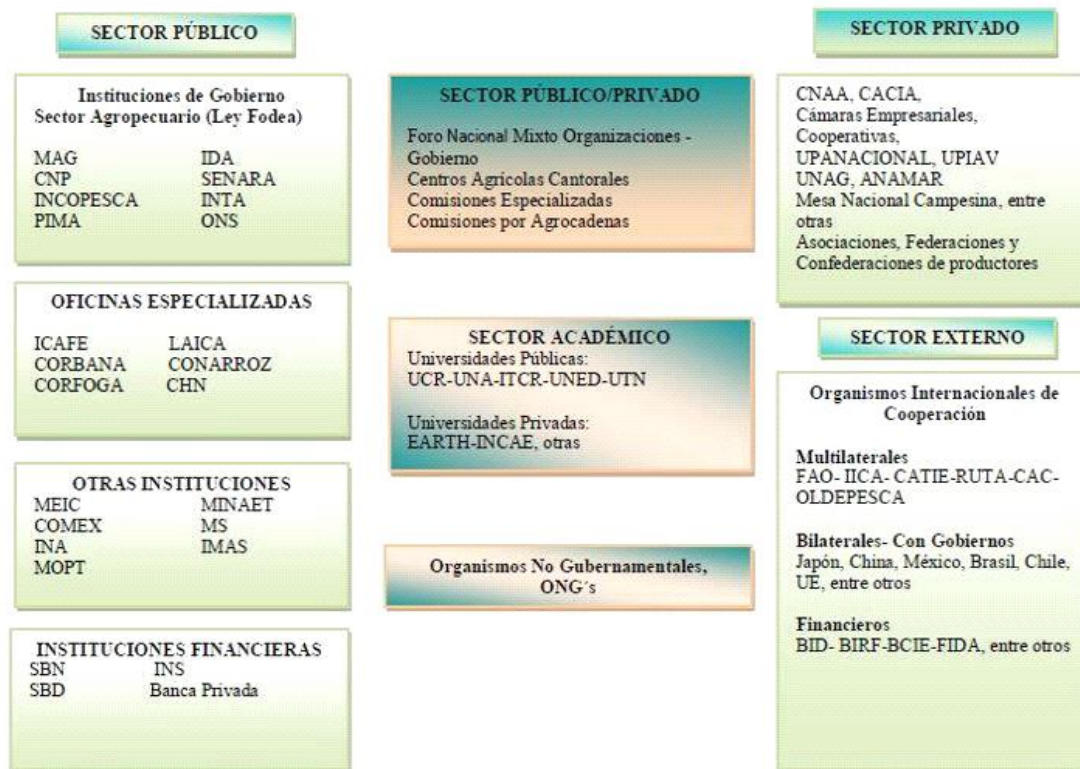 SECTOR PÚBLICO
Instituciones de Gobierno
Sector Agropecuario (Ley Fodea)
MAG IDA
CNP SENARA
INCOPESCA INTA
PIMA ONS
OFICINAS ESPECIALIZADAS
ICAFE LAICA
CORBANA CONARROZ
CORFOGA CHN
OTRAS INSTITUCIONES
MEIC MINAET
COMEX MS
INA IMAS
MOPT
INSTITUCIONES FINANCIERAS
SBN INS
SBD Banca Privada
SECTOR PÚBLICO/PRIVADO
Foro Nacional Mixto Organizaciones -
Gobierno
Centros Agrícolas Cantorales
Comisiones Especializadas
Comisiones por Agrocadenas
SECTOR ACADÉMICO
Universidades Públicas:
UCR-UNA-ITCR-UNED-UTN
Universidades Privadas:
EARTH-INCAE, otras
Organismos No Gubernamentales,
ONG´s
SECTOR PRIVADO
CNAA, CACIA,
Cámaras Empresariales,
Cooperativas,
UPANACIONAL, UPIAV
UNAG, ANAMAR
Mesa Nacional Campesina, entre
otras
Asociaciones, Federaciones y
Confederaciones de productores
SECTOR EXTERNO
Organismos Internacionales de
Cooperación
Multilaterales
FAO- IICA- CATIE-RUTA-CAC-
OLDEPESCA
Bilaterales- Con Gobiernos
Japón, China, México, Brasil, Chile,
UE, entre otros
Financieros
BID- BIRF-BCIE-FIDA, entre otros